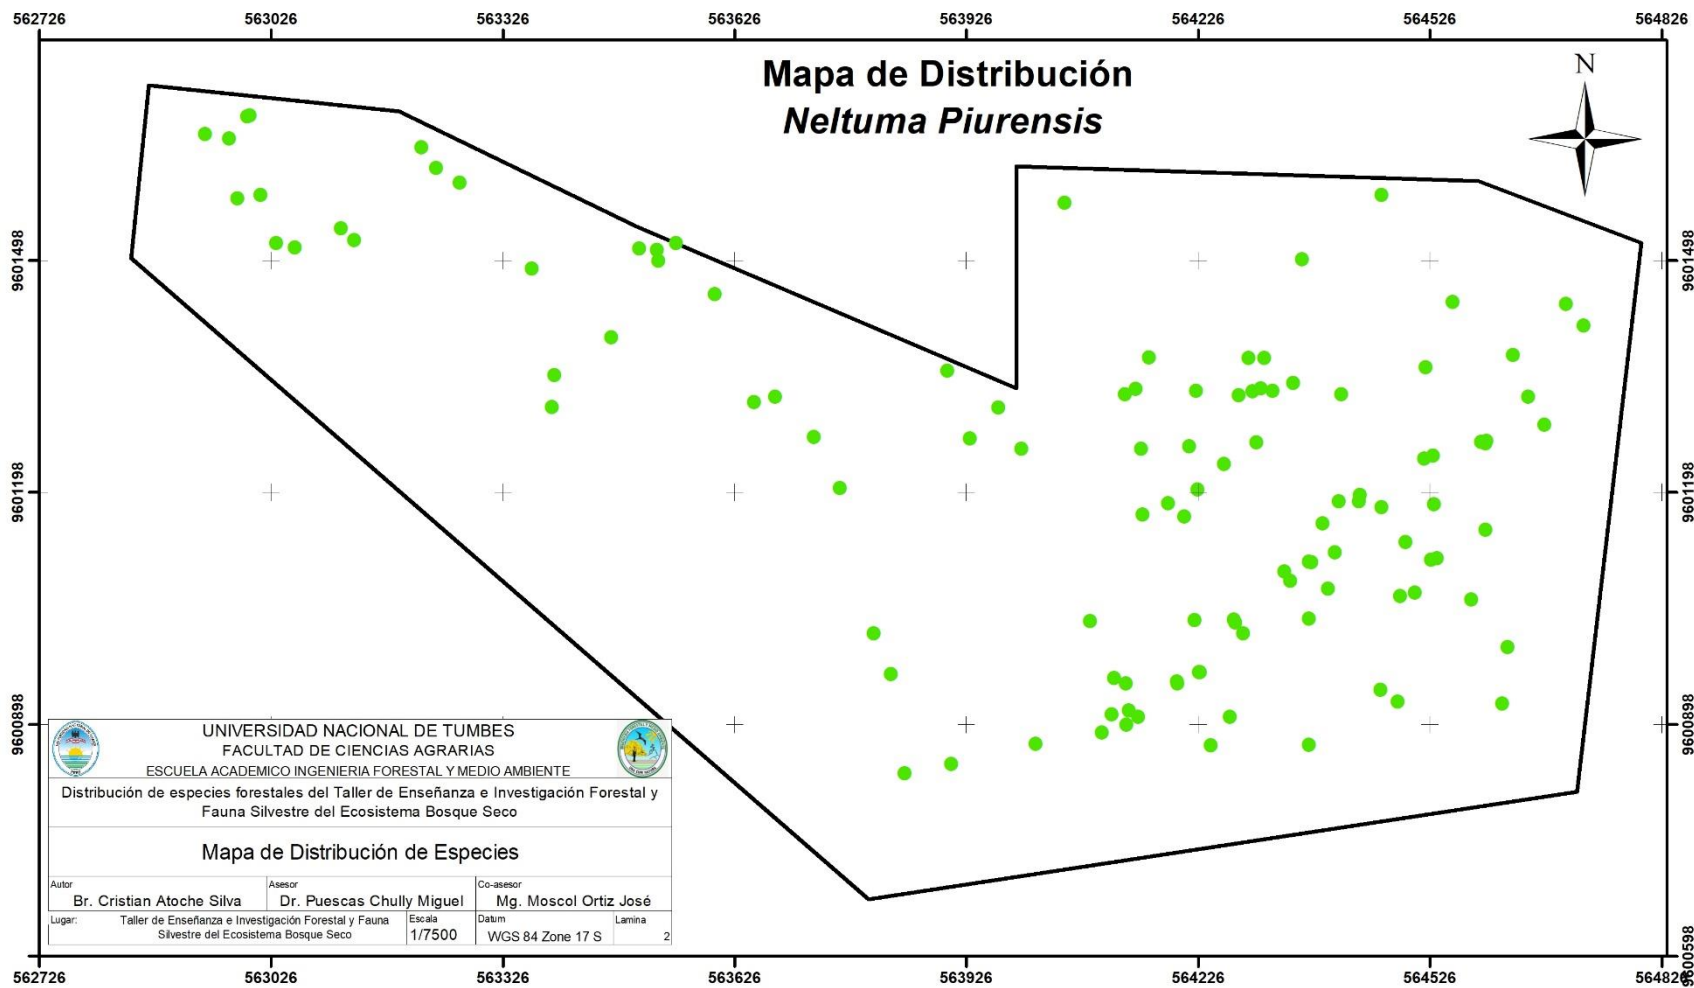 562726 563026 563326 563626 563926 564226 564526 564826
Mapa de Distribución
Neltuma Piurensis
N
9601498 9601498
9601198 9601198
9600898 9600898
9600598
UNIVERSIDAD NACIONAL DE TUMBES
FACULTAD DE CIENCIAS AGRARIAS
ESCUELA ACADEMICO INGENIERIA FORESTAL Y MEDIO AMBIENTE
Distribución de especies forestales del Taller de Enseñanza e Investigación Forestal y
Fauna Silvestre del Ecosistema Bosque Seco
Mapa de Distribución de Especies
Autor
Br. Cristian Atoche Silva
Asesor
Dr. Puescas Chully Miguel
Co-asesor
Mg. Moscol Ortiz José
Lugar:
Taller de Enseñanza e Investigación Forestal y Fauna
Silvestre del Ecosistema Bosque Seco
Escala
1/7500
Datum
WGS 84 Zone 17 S
Lamina
2
562726 563026 563326 563626 563926 564226 564526 564826